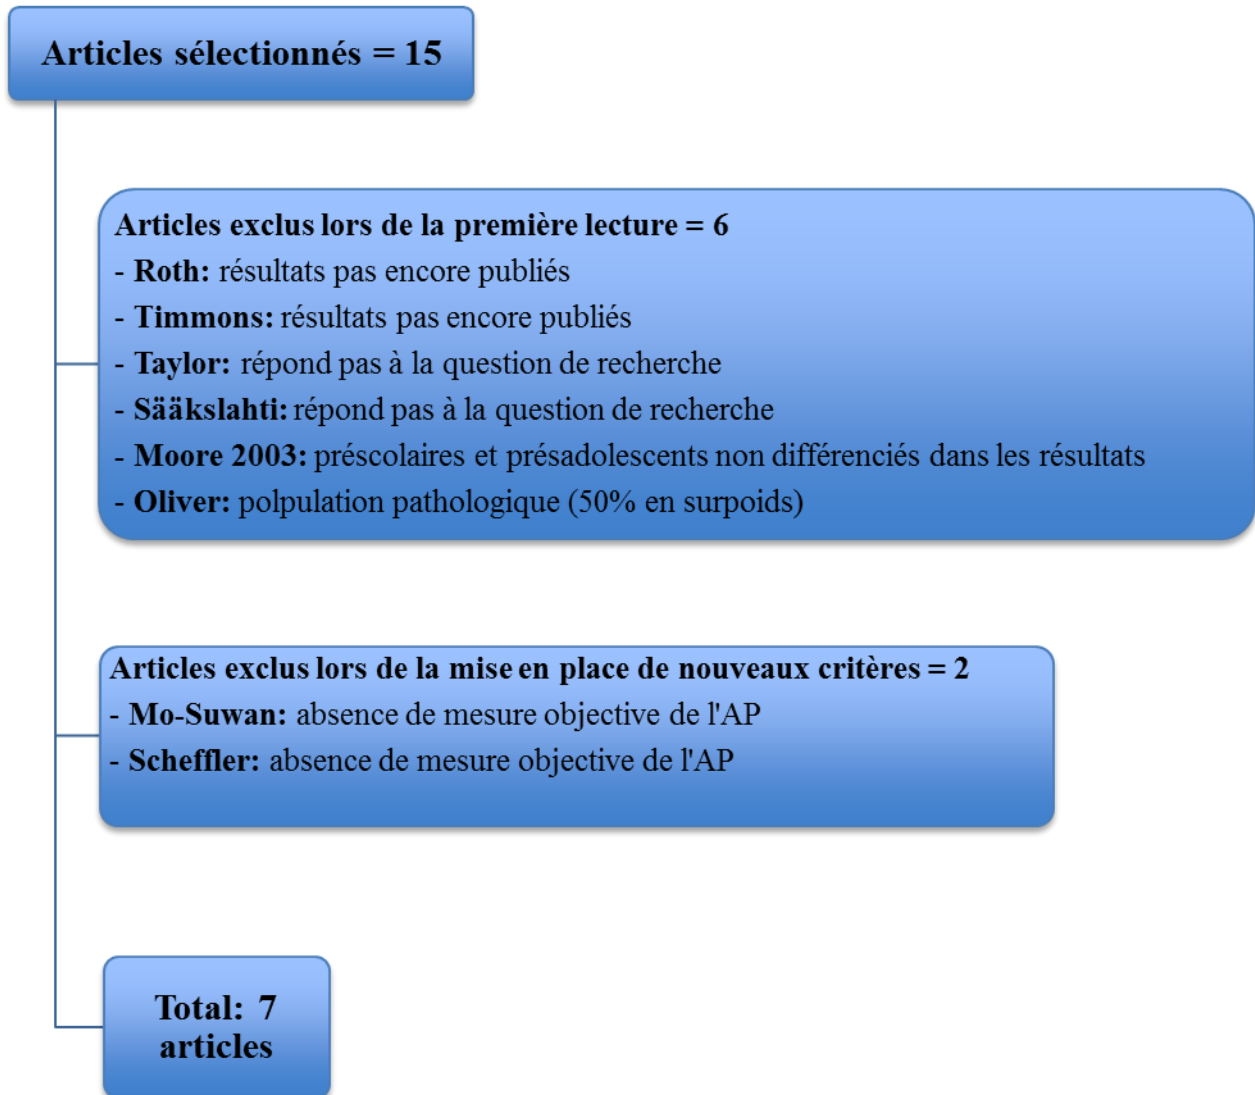 Articles sélectionnés = 15
Articles exclus lors de la première lecture = 6
- Roth: résultats pas encore publiés
- Timmons: résultats pas encore publiés
- Taylor: répond pas à la question de recherche
- Sääkslahti: répond pas à la question de recherche
- Moore 2003: préscolaires et présadolescents non différenciés dans les résultats
- Oliver: polpulation pathologique (50% en surpoids)
Articles exclus lors de la mise en place de nouveaux critères = 2
- Mo-Suwan: absence de mesure objective de l'AP
- Scheffler: absence de mesure objective de l'AP
Total: 7
articles